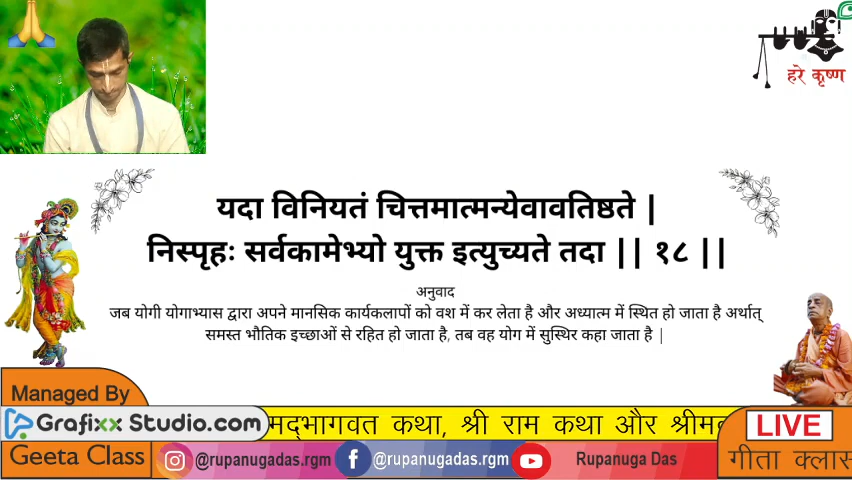 हरे कृष्ण
यदा विनियतं चित्तमात्मन्येवावतिष्ठते |
निस्पृहः सर्वकामेभ्यो युक्त इत्युच्यते तदा || १८ ||
अनुवाद
जब योगी योगाभ्यास द्वारा अपने मानसिक कार्यकलापों को वश में कर लेता है और अध्यात्म में स्थित हो जाता है अर्थात्
समस्त भौतिक इच्छाओं से रहित हो जाता है, तब वह योग में सुस्थिर कहा जाता है |
Managed By
Grafixx Studio.com
मद्भागवत कथा, श्री राम कथा और श्रीमद
LIVE
Geeta Class
@rupanugadas.rgm
@rupanugadas.rgm
Rupanuga Das
गीता क्लास